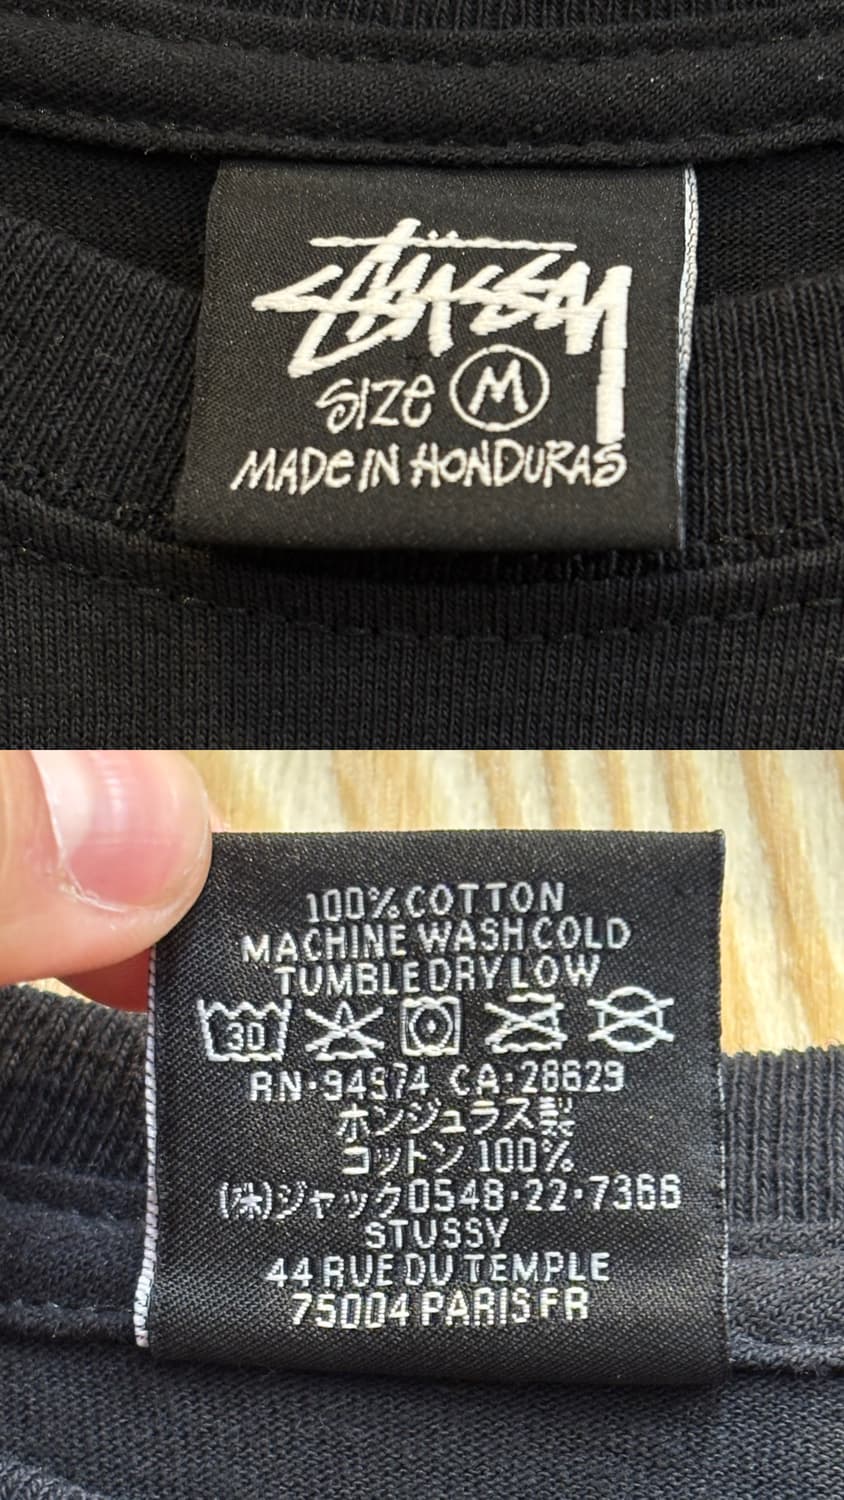 STÜSSY
SIZE M
MADE IN HONDURAS
100% COTTON
MACHINE WASH COLD
TUMBLE DRY LOW
30
RN·94974 CA·28629
ホンジュラス製
コットン 100%
(株)ジャック0548·22·7366
STUSSY
44 RUE DU TEMPLE
75004 PARIS FR